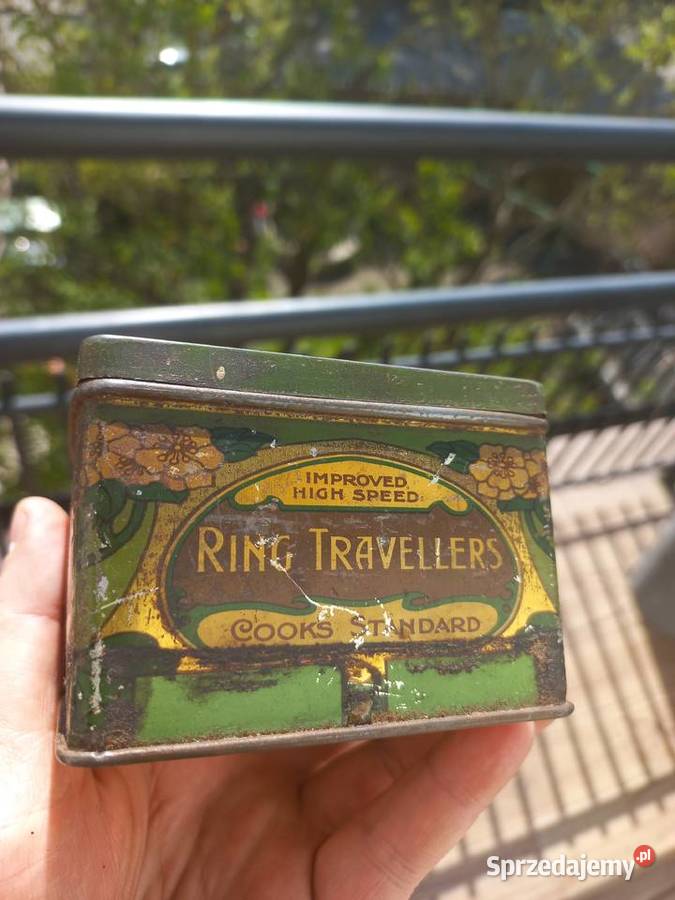 IMPROVED
HIGH SPEED
RING TRAVELLERS
COOKS STANDARD
Sprzedajemy.pl